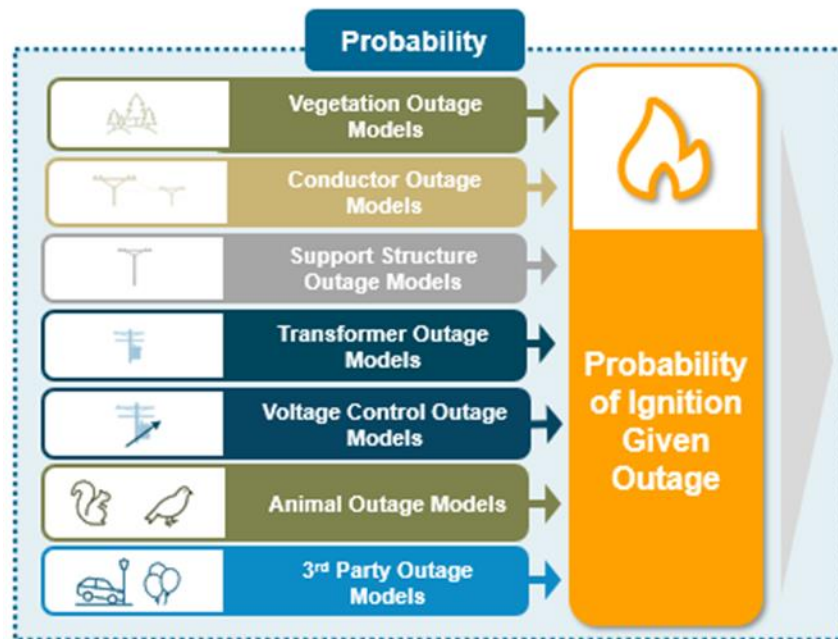 Probability
Vegetation Outage
Models
Conductor Outage
Models
Support Structure
Outage Models
Transformer Outage
Models
Voltage Control Outage
Models
Animal Outage Models
3rd Party Outage
Models
Probability
of Ignition
Given
Outage